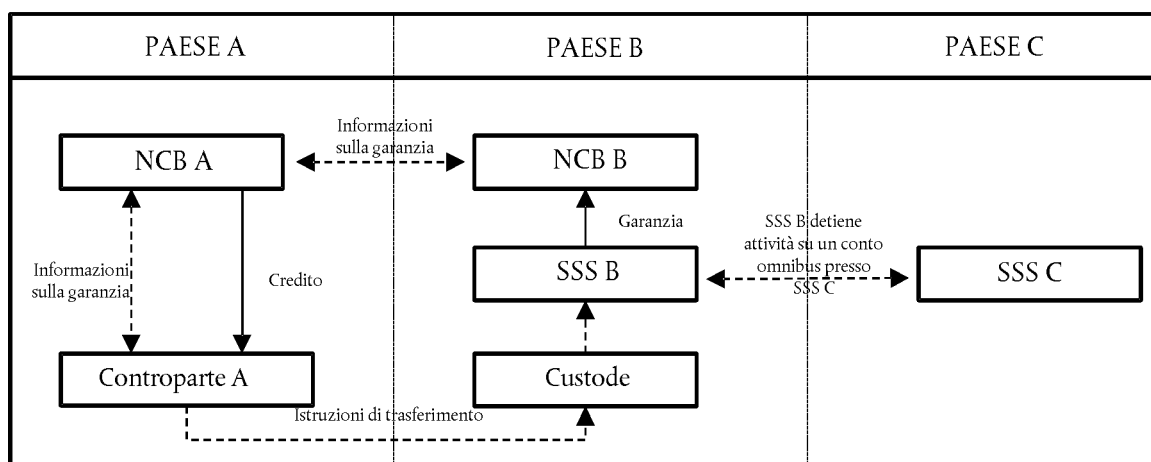 PAESE A
PAESE B
PAESE C
Informazioni
sulla garanzia
NCB A
NCB B
Garanzia
SSS B detiene
attività su un conto
omnibus presso
SSS C
SSS B
SSS C
Informazioni
sulla garanzia
Credito
Controparte A
Custode
Istruzioni di trasferimento